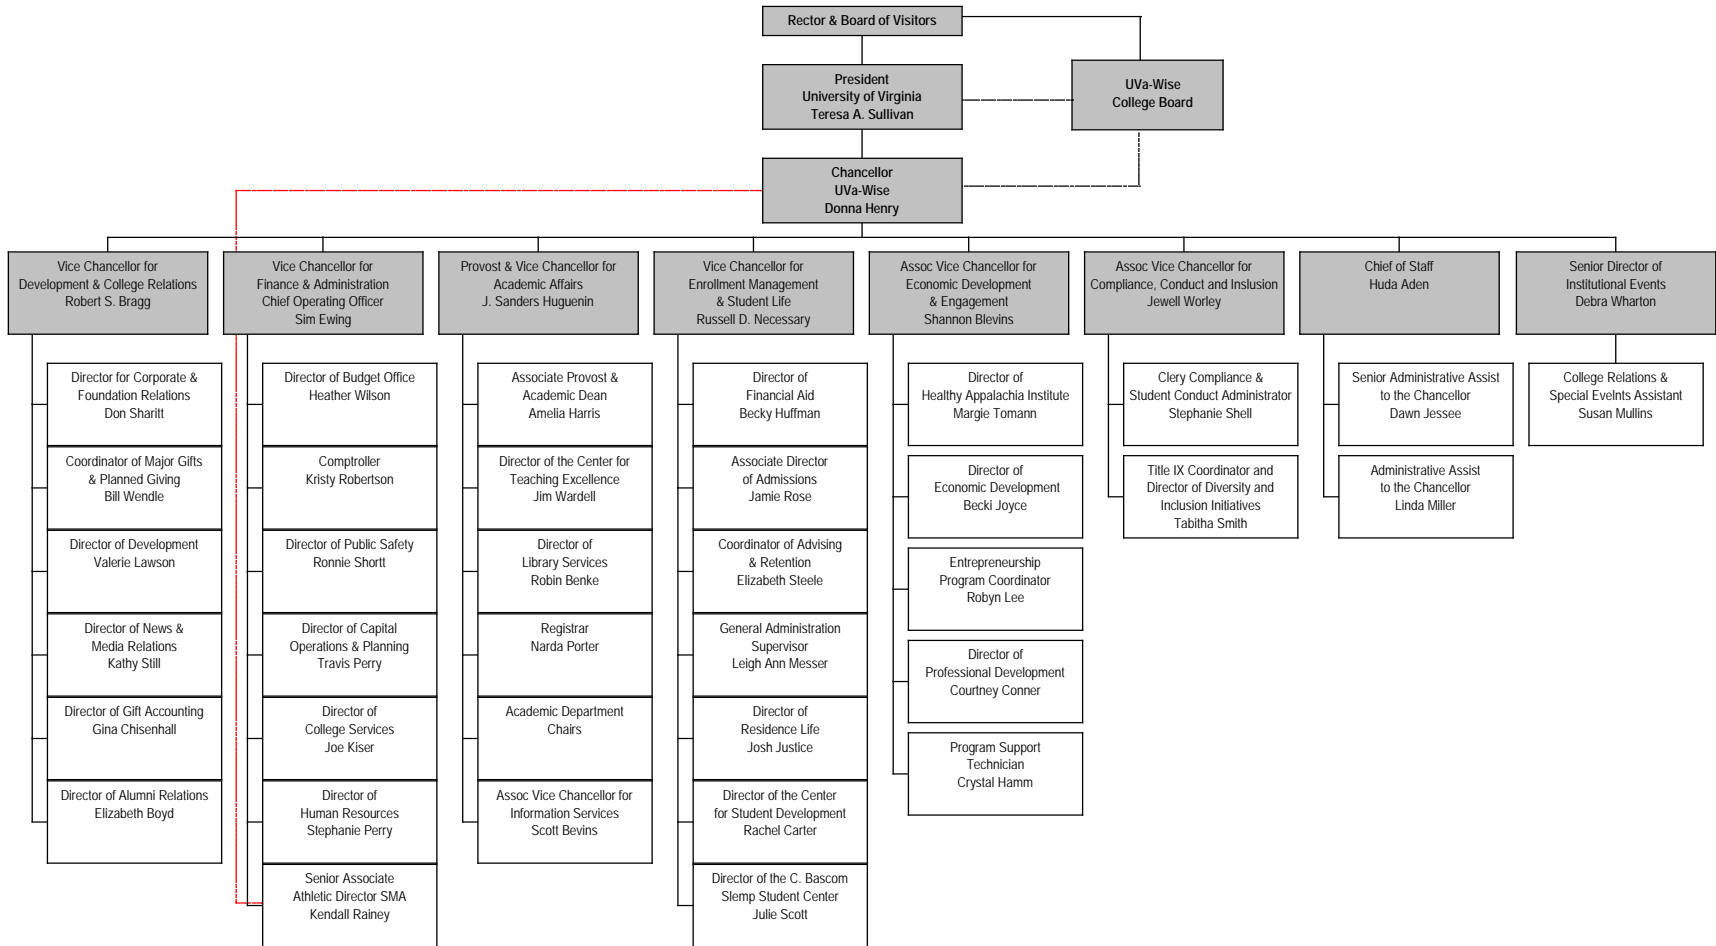 Rector & Board of Visitors
President
University of Virginia
Teresa A. Sullivan
UVa-Wise
College Board
Chancellor
UVa-Wise
Donna Henry
Vice Chancellor for
Development & College Relations
Robert S. Bragg
Vice Chancellor for
Finance & Administration
Chief Operating Officer
Sim Ewing
Provost & Vice Chancellor for
Academic Affairs
J. Sanders Huguenin
Vice Chancellor for
Enrollment Management
& Student Life
Russell D. Necessary
Assoc Vice Chancellor for
Economic Development
& Engagement
Shannon Blevins
Assoc Vice Chancellor for
Compliance, Conduct and Inslusion
Jewell Worley
Chief of Staff
Huda Aden
Senior Director of
Institutional Events
Debra Wharton
Director for Corporate &
Foundation Relations
Don Sharitt
Coordinator of Major Gifts
& Planned Giving
Bill Wendle
Director of Development
Valerie Lawson
Director of News &
Media Relations
Kathy Still
Director of Gift Accounting
Gina Chisenhall
Director of Alumni Relations
Elizabeth Boyd
Director of Budget Office
Heather Wilson
Comptroller
Kristy Robertson
Director of Public Safety
Ronnie Shortt
Director of Capital
Operations & Planning
Travis Perry
Director of
College Services
Joe Kiser
Director of
Human Resources
Stephanie Perry
Senior Associate
Athletic Director SMA
Kendall Rainey
Associate Provost &
Academic Dean
Amelia Harris
Director of the Center for
Teaching Excellence
Jim Wardell
Director of
Library Services
Robin Benke
Registrar
Narda Porter
Academic Department
Chairs
Assoc Vice Chancellor for
Information Services
Scott Bevins
Director of
Financial Aid
Becky Huffman
Associate Director
of Admissions
Jamie Rose
Coordinator of Advising
& Retention
Elizabeth Steele
General Administration
Supervisor
Leigh Ann Messer
Director of
Residence Life
Josh Justice
Director of the Center
for Student Development
Rachel Carter
Director of the C. Bascom
Slemp Student Center
Julie Scott
Director of
Healthy Appalachia Institute
Margie Tomann
Director of
Economic Development
Becki Joyce
Entrepreneurship
Program Coordinator
Robyn Lee
Director of
Professional Development
Courtney Conner
Program Support
Technician
Crystal Hamm
Clery Compliance &
Student Conduct Administrator
Stephanie Shell
Title IX Coordinator and
Director of Diversity and
Inclusion Initiatives
Tabitha Smith
Senior Administrative Assist
to the Chancellor
Dawn Jessee
Administrative Assist
to the Chancellor
Linda Miller
College Relations &
Special Evelnts Assistant
Susan Mullins